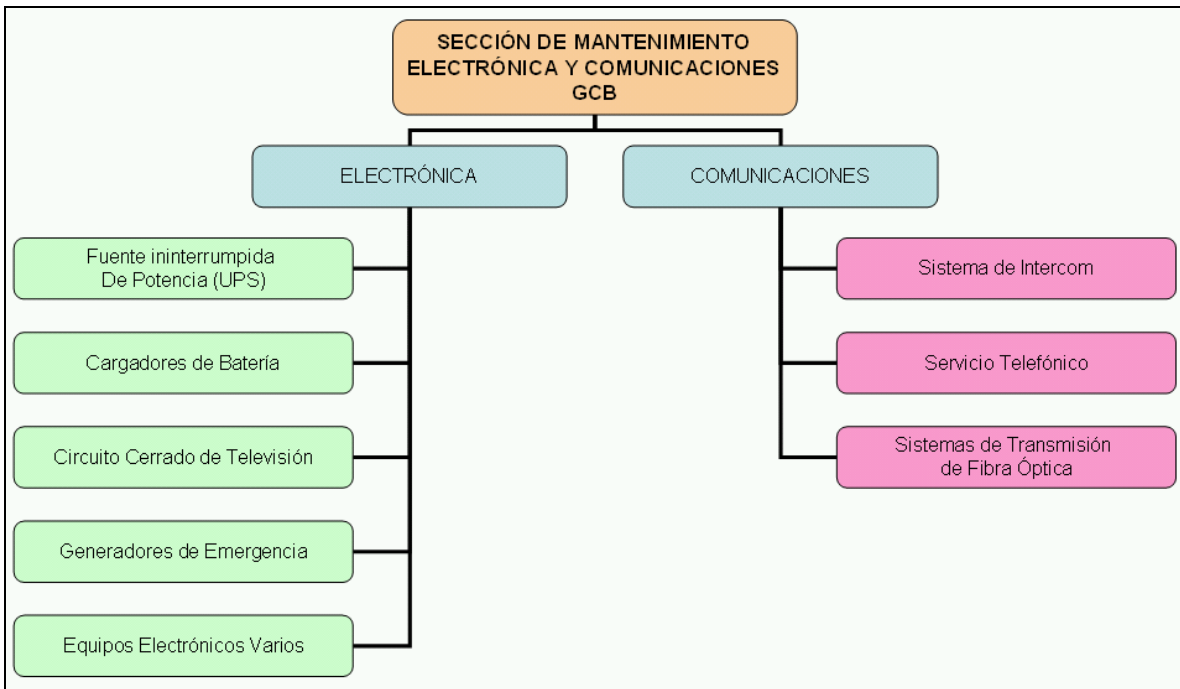 SECCIÓN DE MANTENIMIENTO
ELECTRÓNICA Y COMUNICACIONES
GCB
ELECTRÓNICA
COMUNICACIONES
Fuente ininterrumpida
De Potencia (UPS)
Cargadores de Batería
Circuito Cerrado de Televisión
Generadores de Emergencia
Equipos Electrónicos Varios
Sistema de Intercom
Servicio Telefónico
Sistemas de Transmisión
de Fibra Óptica